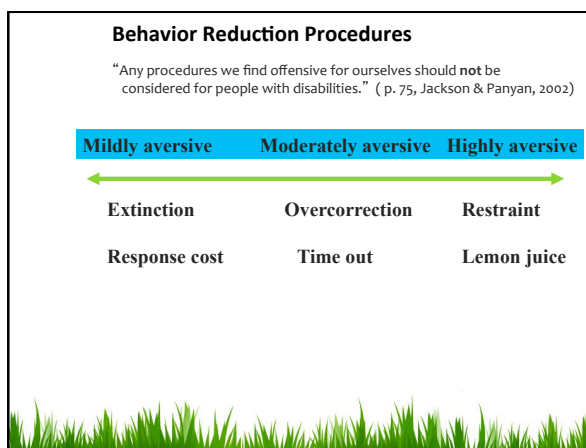 Behavior Reduction Procedures
“Any procedures we find offensive for ourselves should not be
considered for people with disabilities.” ( p. 75, Jackson & Panyan, 2002)
Mildly aversive Moderately aversive Highly aversive
Extinction Overcorrection Restraint
Response cost Time out Lemon juice